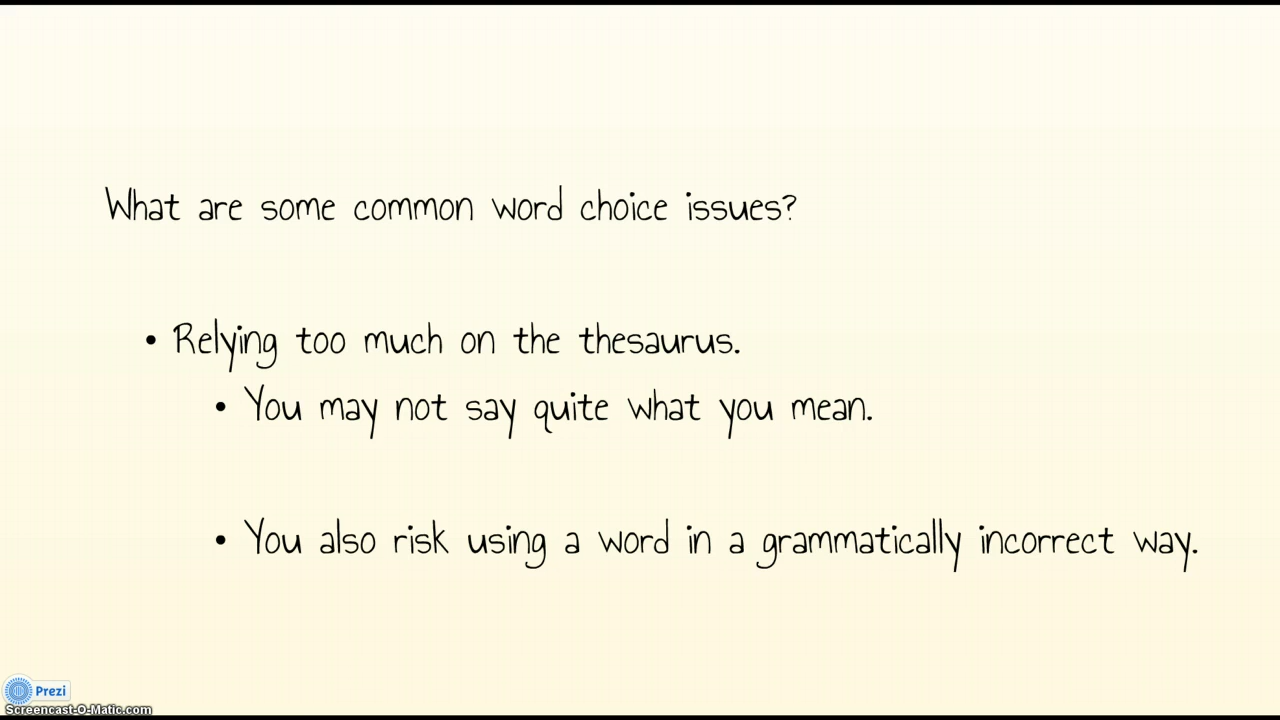 What are some common word choice issues?
• Relying too much on the thesaurus.
• You may not say quite what you mean.
• You also risk using a word in a grammatically incorrect way.
Prezi
Screencast-O-Matic.com